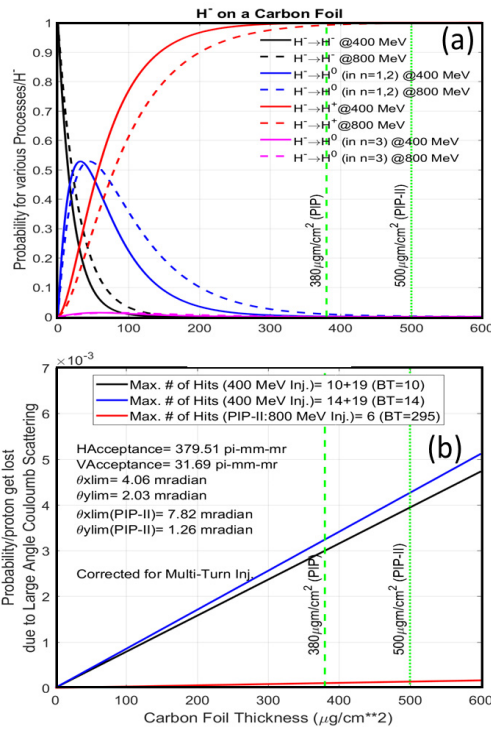 H⁻ on a Carbon Foil
(a)
H⁻→H⁻ @400 MeV
H⁻→H⁻ @800 MeV
H⁻→H⁰ (in n=1,2) @400 MeV
H⁻→H⁰ (in n=1,2) @800 MeV
H⁻→H⁺@400 MeV
H⁻→H⁺@800 MeV
H⁻→H⁰ (in n=3) @400 MeV
H⁻→H⁰ (in n=3) @800 MeV
Probability for various Processes/H⁻
1
0.9
0.8
0.7
0.6
0.5
0.4
0.3
0.2
0.1
0
380μgm/cm² (PIP)
500μgm/cm² (PIP-II)
0 100 200 300 400 500 600
×10⁻³
7
6
5
4
3
2
1
0
Probability/proton get lost
due to Large Angle Couloumb Scattering
Max. # of Hits (400 MeV Inj.)= 10+19 (BT=10)
Max. # of Hits (400 MeV Inj.)= 14+19 (BT=14)
Max. # of Hits (PIP-II:800 MeV Inj.)= 6 (BT=295)
(b)
HAcceptance= 379.51 pi-mm-mr
VAcceptance= 31.69 pi-mm-mr
θxlim= 4.06 mradian
θylim= 2.03 mradian
θxlim(PIP-II)= 7.82 mradian
θylim(PIP-II)= 1.26 mradian
Corrected for Multi-Turn Inj.
380μgm/cm² (PIP)
500μgm/cm² (PIP-II)
0 100 200 300 400 500 600
Carbon Foil Thickness (μg/cm**2)